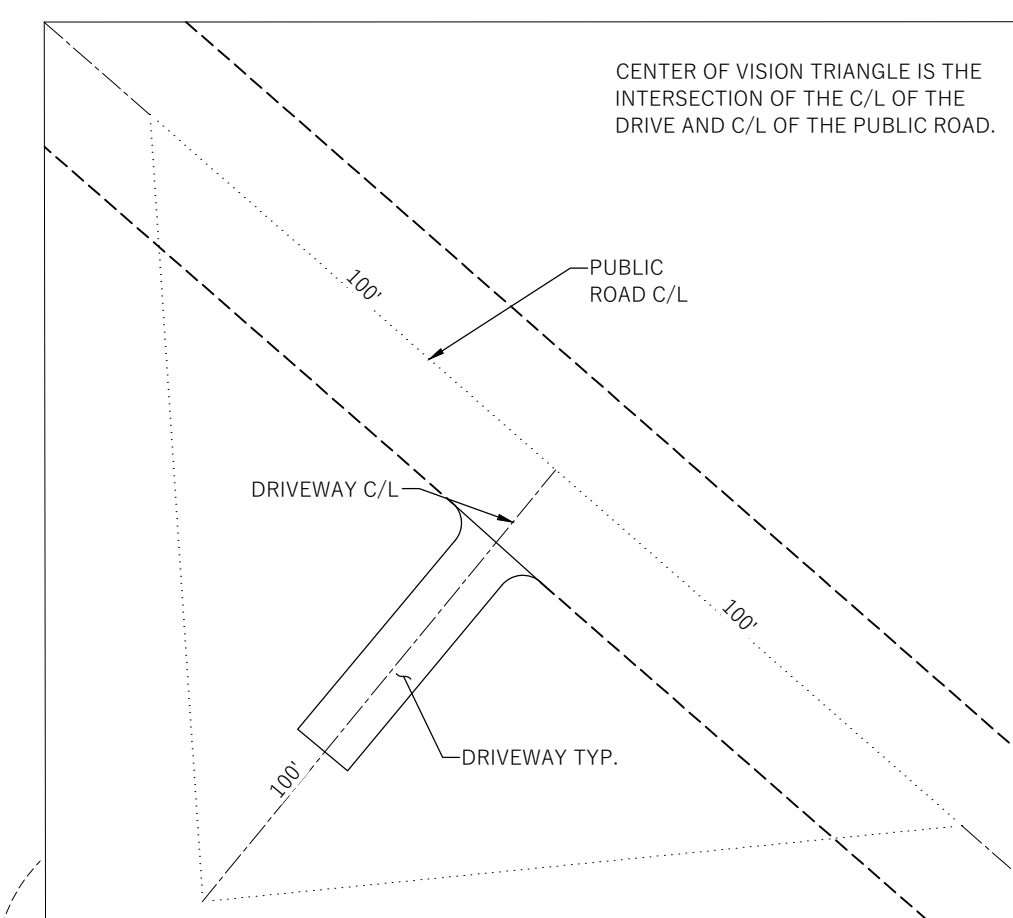 CENTER OF VISION TRIANGLE IS THE
INTERSECTION OF THE C/L OF THE
DRIVE AND C/L OF THE PUBLIC ROAD.
100'
PUBLIC
ROAD C/L
DRIVEWAY C/L
100'
DRIVEWAY TYP.
100'